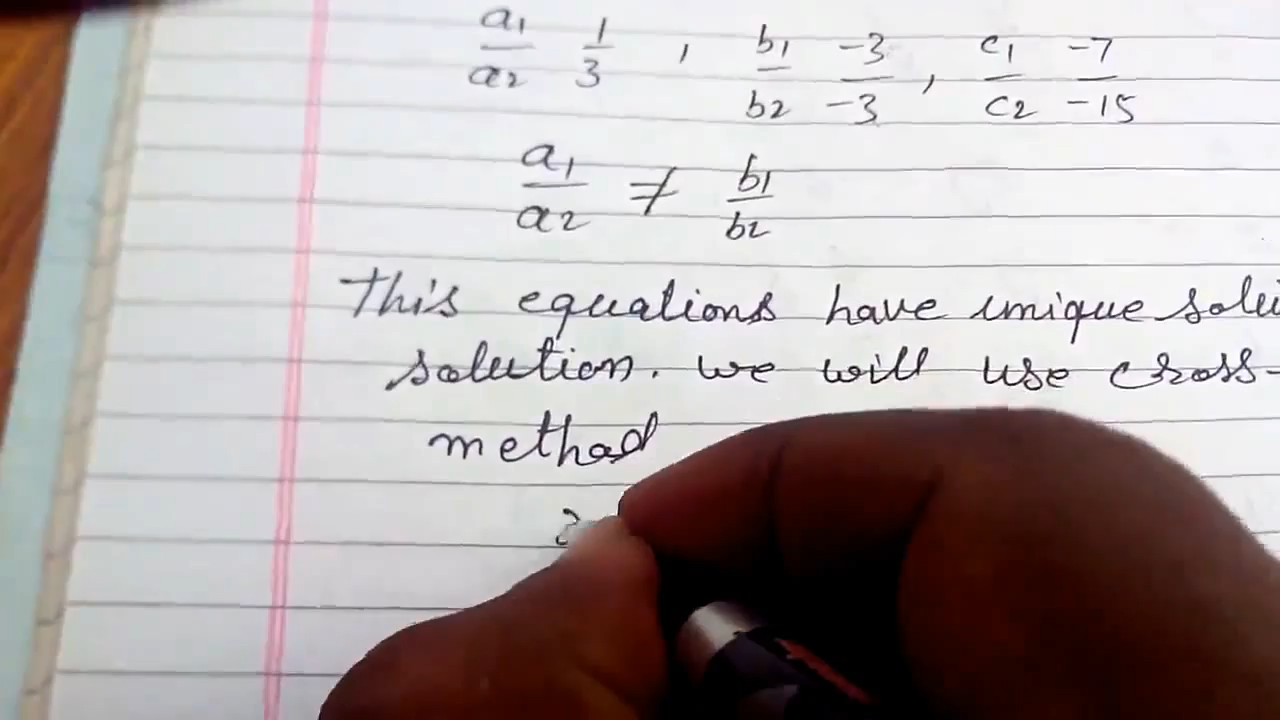 a1/a2 1/3 , b1/b2 -3/-3 , c1/c2 -7/-15
a1/a2 ≠ b1/b2
This equations have unique
solution. we will use cross-
method